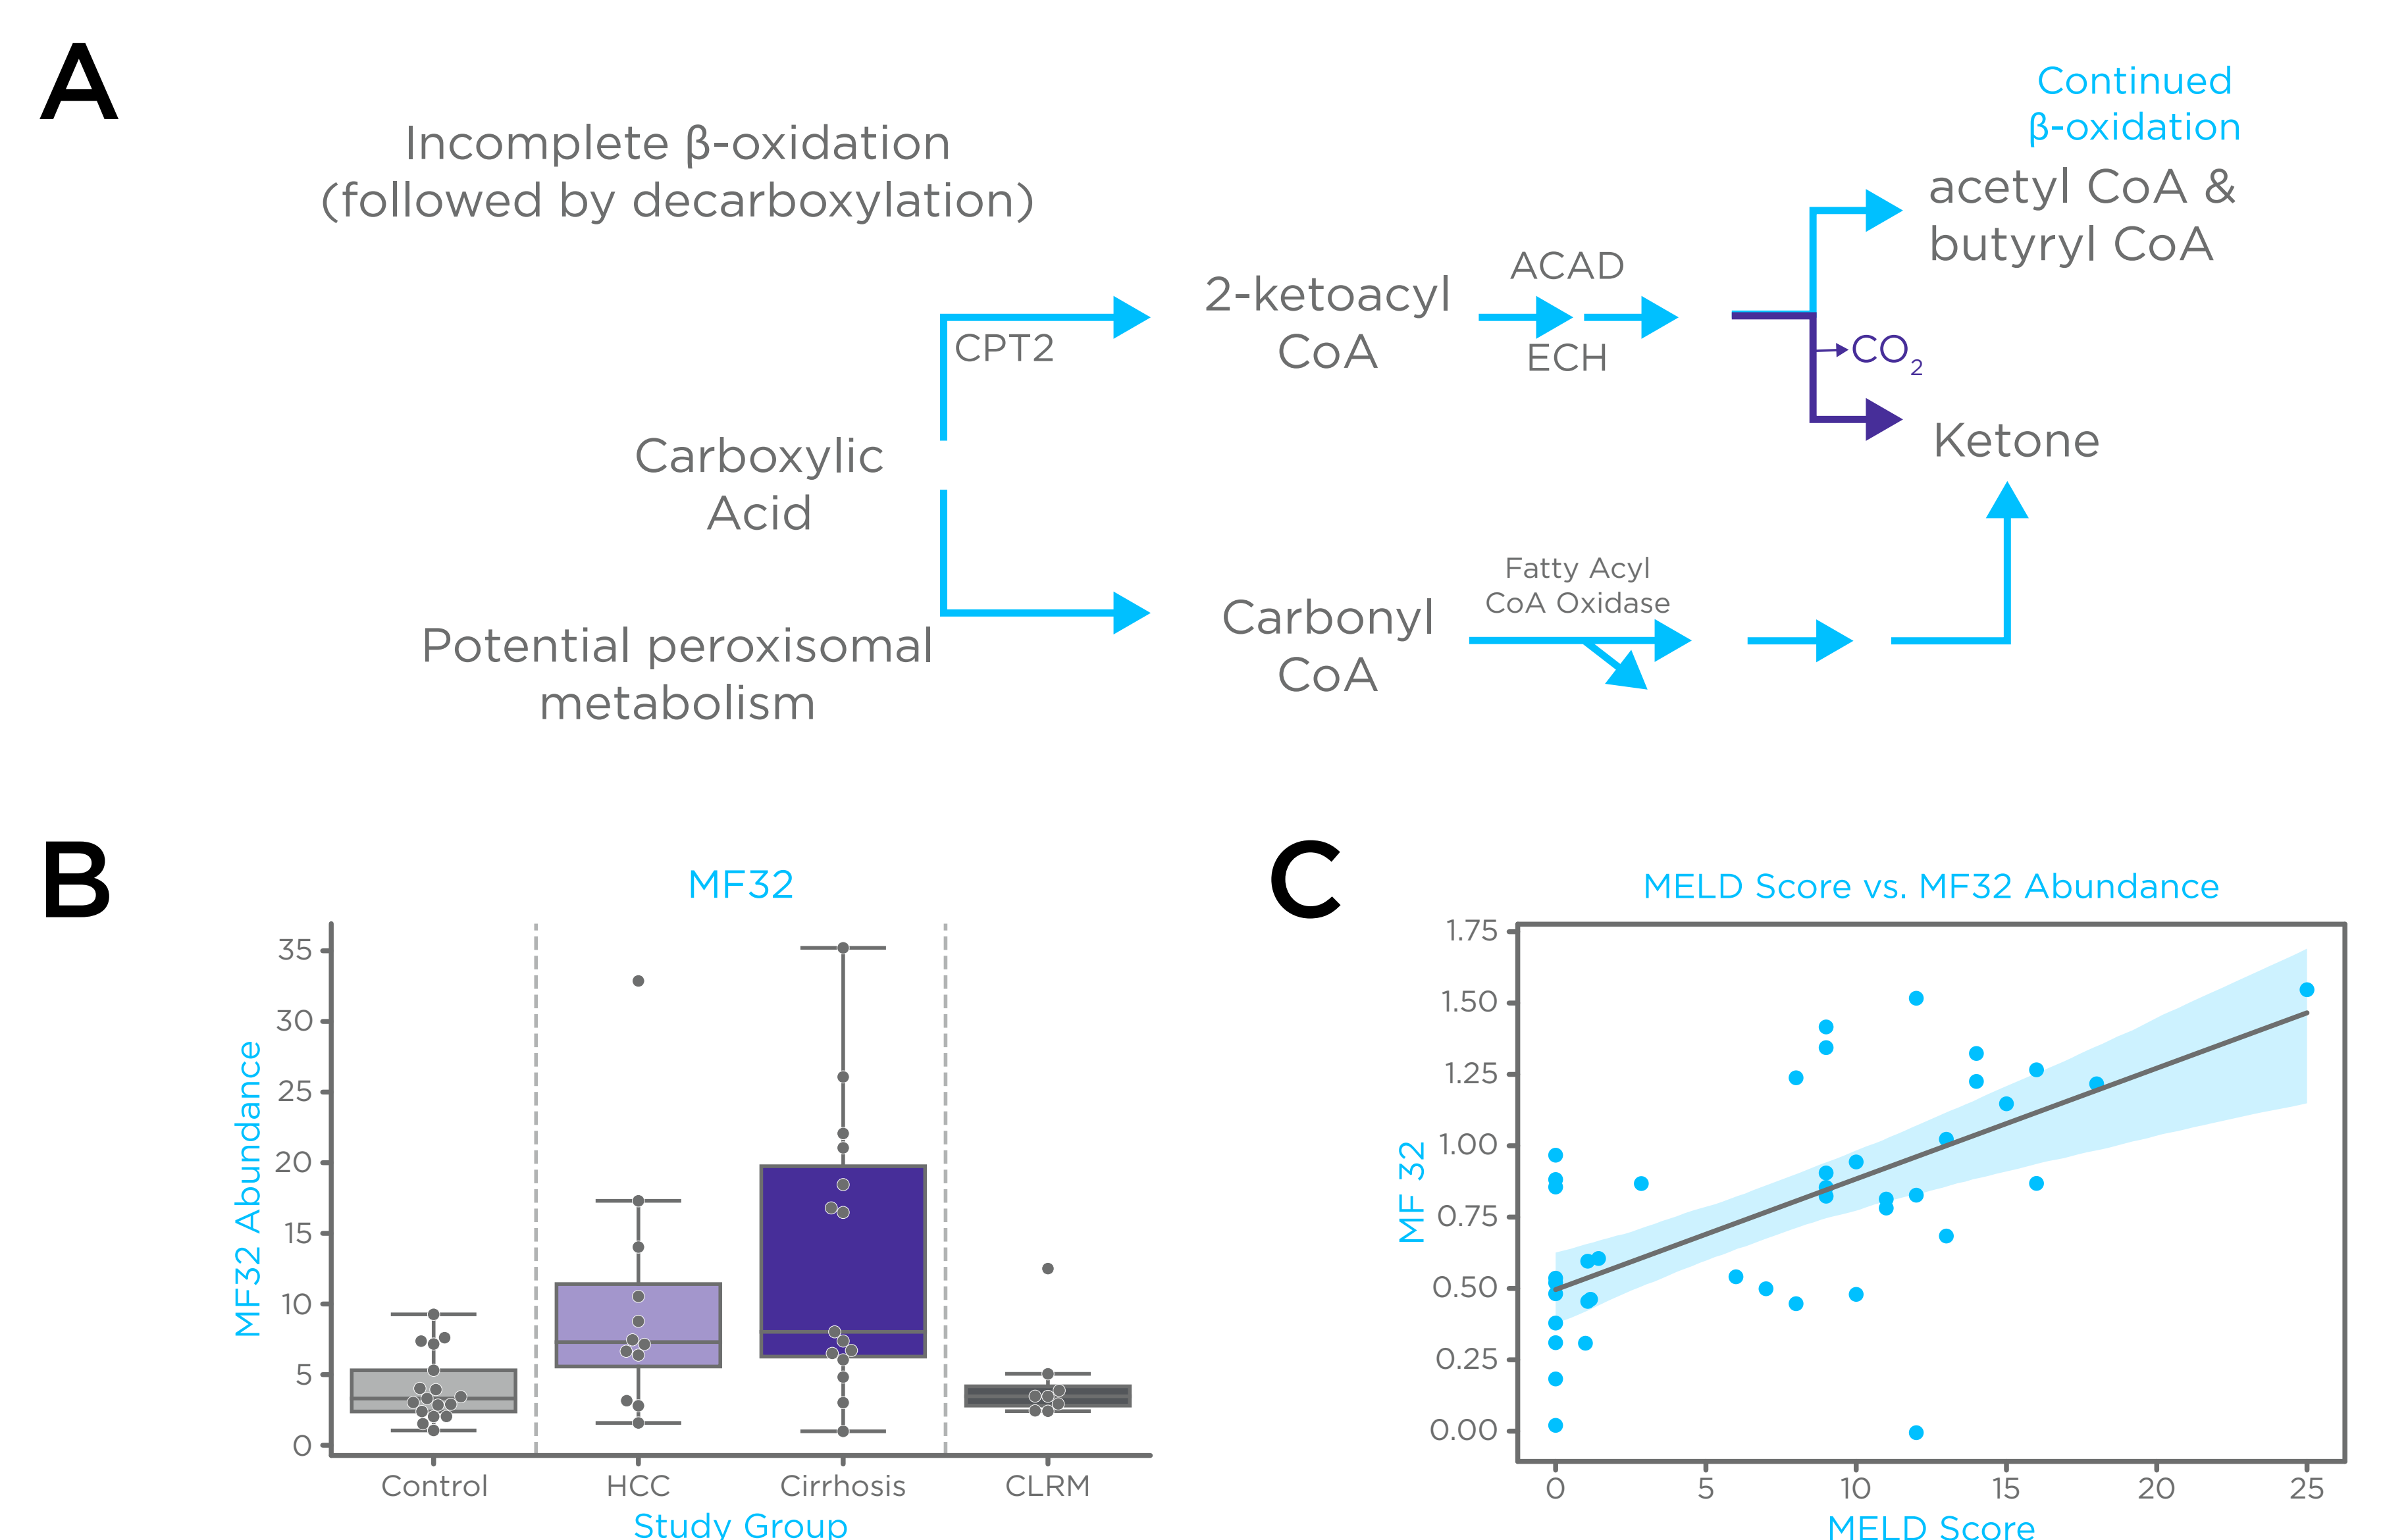 A
Incomplete β-oxidation
(followed by decarboxylation)
Carboxylic
Acid
Potential peroxisomal
metabolism
CPT2
2-ketoacyl
CoA
ACAD
ECH
Continued
β-oxidation
acetyl CoA &
butyryl CoA
CO2
Ketone
Carbonyl
CoA
Fatty Acyl
CoA Oxidase
B
MF32
MF32 Abundance
35
30
25
20
15
10
5
0
Control
HCC
Cirrhosis
CLRM
Study Group
C
MELD Score vs. MF32 Abundance
MF 32
1.75
1.50
1.25
1.00
0.75
0.50
0.25
0.00
0
5
10
15
20
25
MELD Score